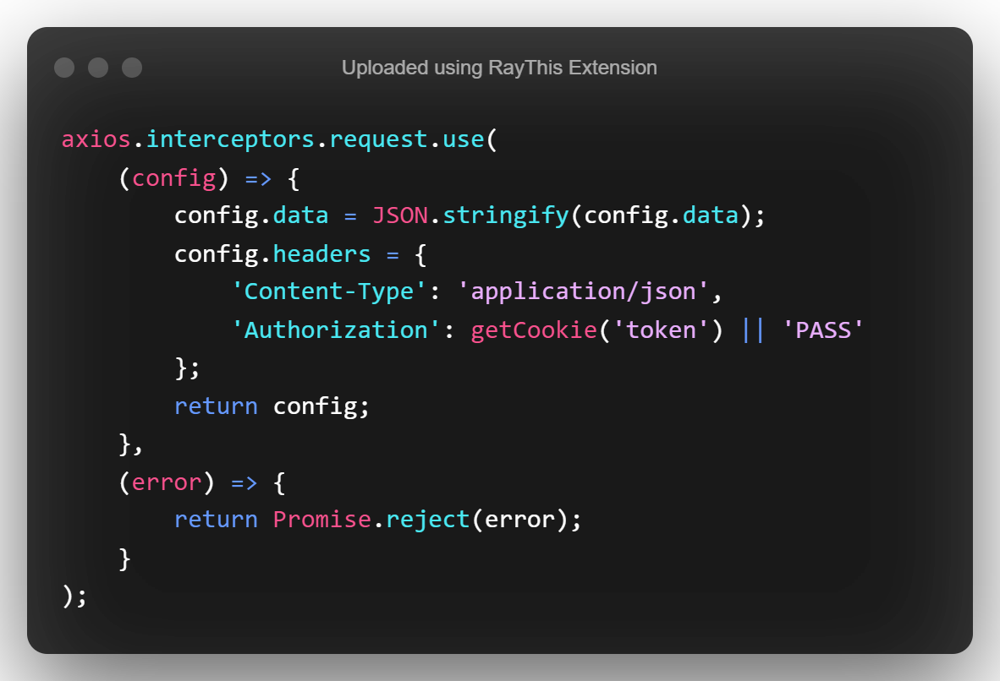 Uploaded using RayThis Extension
axios.interceptors.request.use(
    (config) => {
        config.data = JSON.stringify(config.data);
        config.headers = {
            'Content-Type': 'application/json',
            'Authorization': getCookie('token') || 'PASS'
        };
        return config;
    },
    (error) => {
        return Promise.reject(error);
    }
);